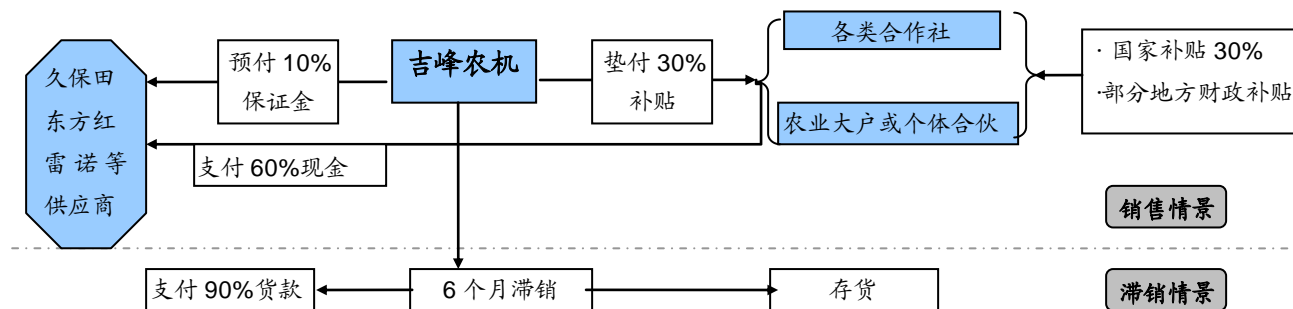 久保田
东方红
雷诺等
供应商
预付 10%
保证金
吉峰农机
垫付 30%
补贴
各类合作社
农业大户或个体合伙
· 国家补贴 30%
·部分地方财政补贴
支付 60%现金
销售情景
支付 90%货款
6 个月滞销
存货
滞销情景